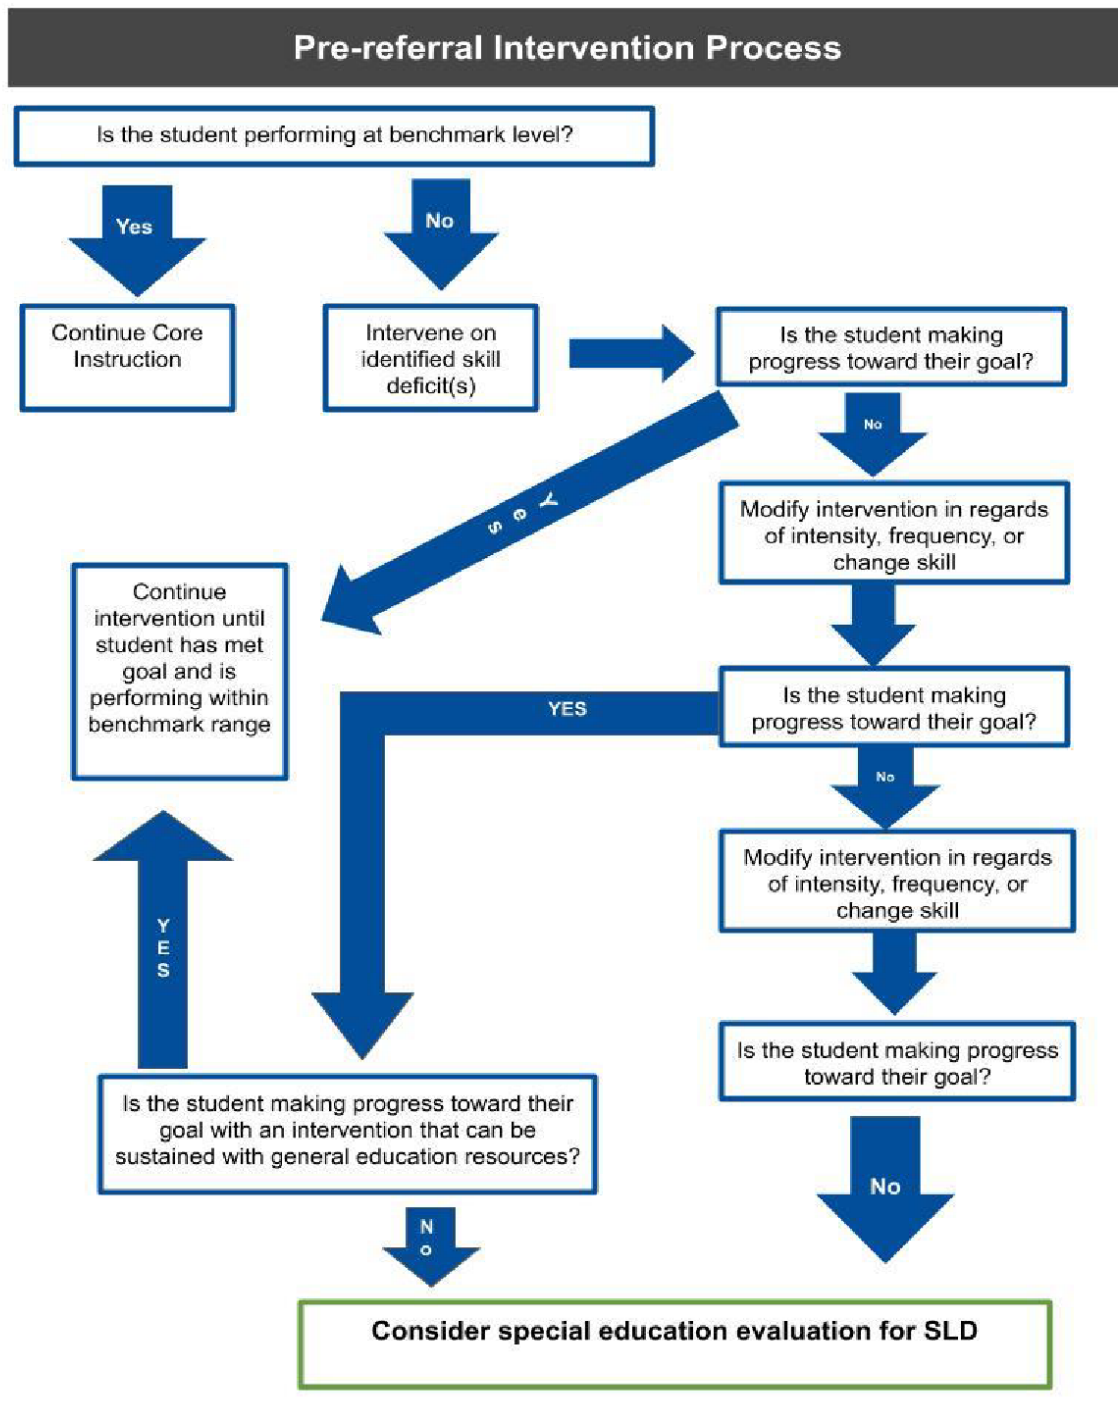 Pre-referral Intervention Process
Is the student performing at benchmark level?
Yes
No
Continue Core
Instruction
Intervene on
identified skill
deficit(s)
Is the student making
progress toward their goal?
No
Yes
Modify intervention in regards
of intensity, frequency, or
change skill
Continue
intervention until
student has met
goal and is
performing within
benchmark range
Is the student making
progress toward their goal?
YES
No
Modify intervention in regards
of intensity, frequency, or
change skill
YES
Is the student making progress
toward their goal?
Is the student making progress toward their
goal with an intervention that can be
sustained with general education resources?
No
No
Consider special education evaluation for SLD